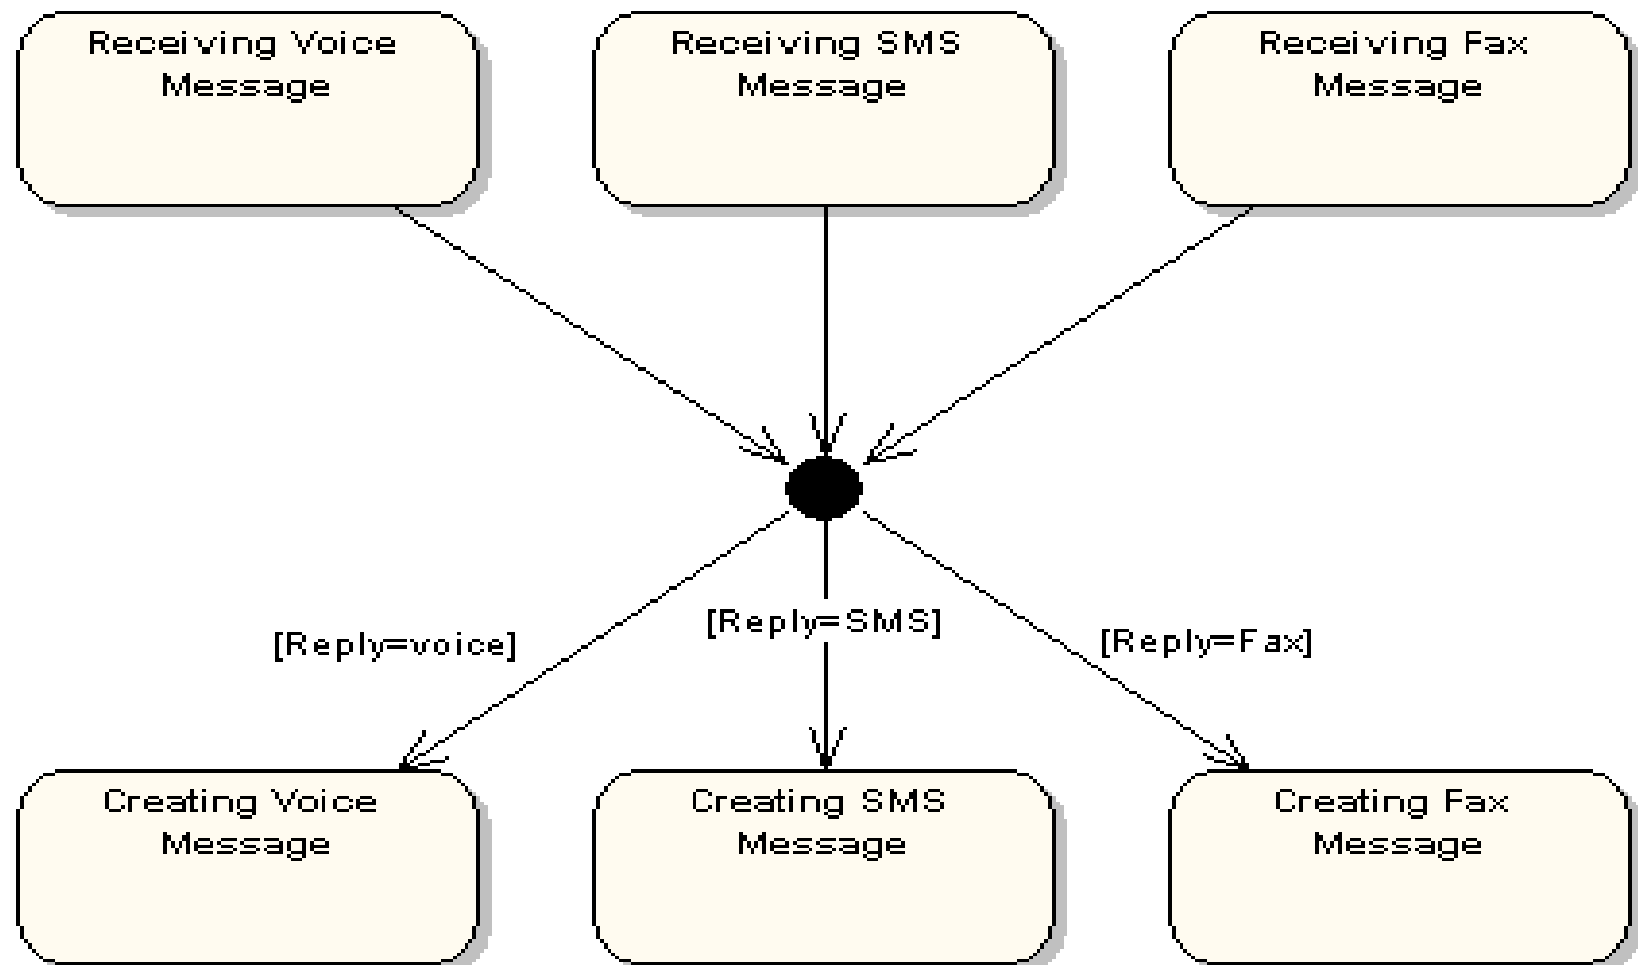 Receiving Voice
Message
Receiving SMS
Message
Receiving Fax
Message
[Reply=voice]
[Reply=SMS]
[Reply=Fax]
Creating Voice
Message
Creating SMS
Message
Creating Fax
Message